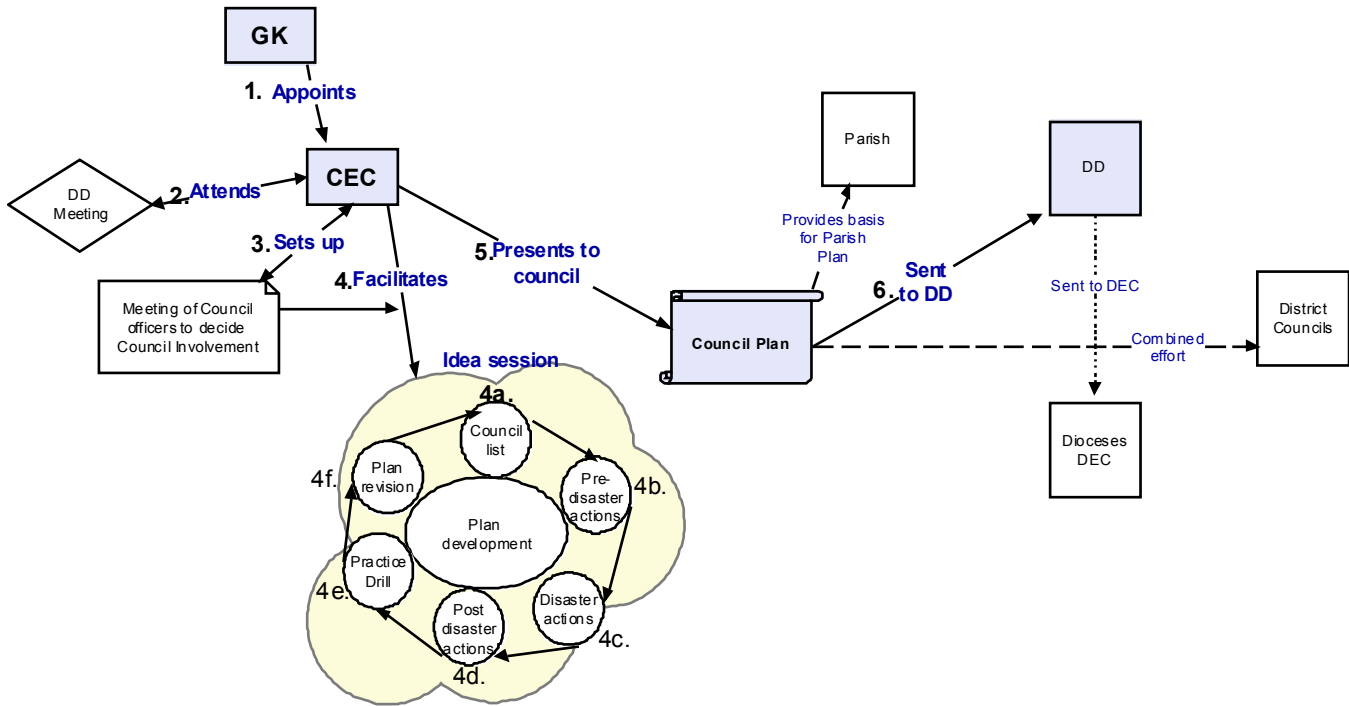 GK
1. Appoints
CEC
DD
Meeting
2. Attends
3. Sets up
4. Facilitates
Meeting of Council
officers to decide
Council Involvement
5. Presents to
council
Parish
Provides basis
for Parish
Plan
Council Plan
6. Sent
to DD
DD
Sent to DEC
Combined
effort
District
Councils
Dioceses
DEC
Idea session
4a.
Council
list
4b.
Pre-
disaster
actions
4c.
Disaster
actions
4d.
Post
disaster
actions
4e.
Practice
Drill
4f.
Plan
revision
Plan
development